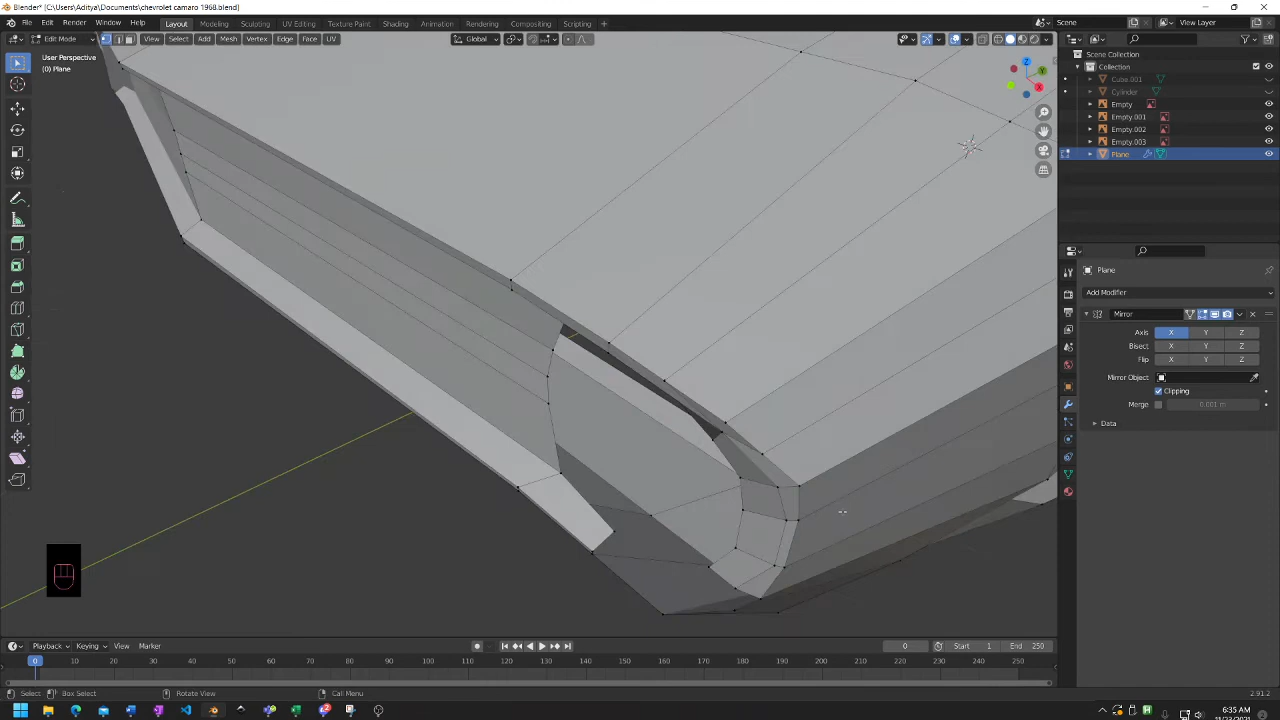 Blender* [C:\Users\Aditya\Documents\chevrolet camaro 1968.blend]
File Edit Render Window Help Layout Modeling Sculpting UV Editing Texture Paint Shading Animation Rendering Compositing Scripting + Scene View Layer
Edit Mode View Select Add Mesh Vertex Edge Face UV Global
User Perspective
(0) Plane
Z
Y
X
Scene Collection
Collection
Cube.001
Cylinder
Empty
Empty.001
Empty.002
Empty.003
Plane
Plane
Add Modifier
Mirror
Axis X Y Z
Bisect X Y Z
Flip X Y Z
Mirror Object
Clipping
Merge 0.001 m
Data
Playback Keying View Marker 0 Start 1 End 250
0 10 20 30 40 50 60 70 80 90 100 110 120 130 140 150 160 170 180 190 200 210 220 230 240 250
Select Box Select Rotate View Call Menu 2.91.2
6:35 AM
11/23/2021